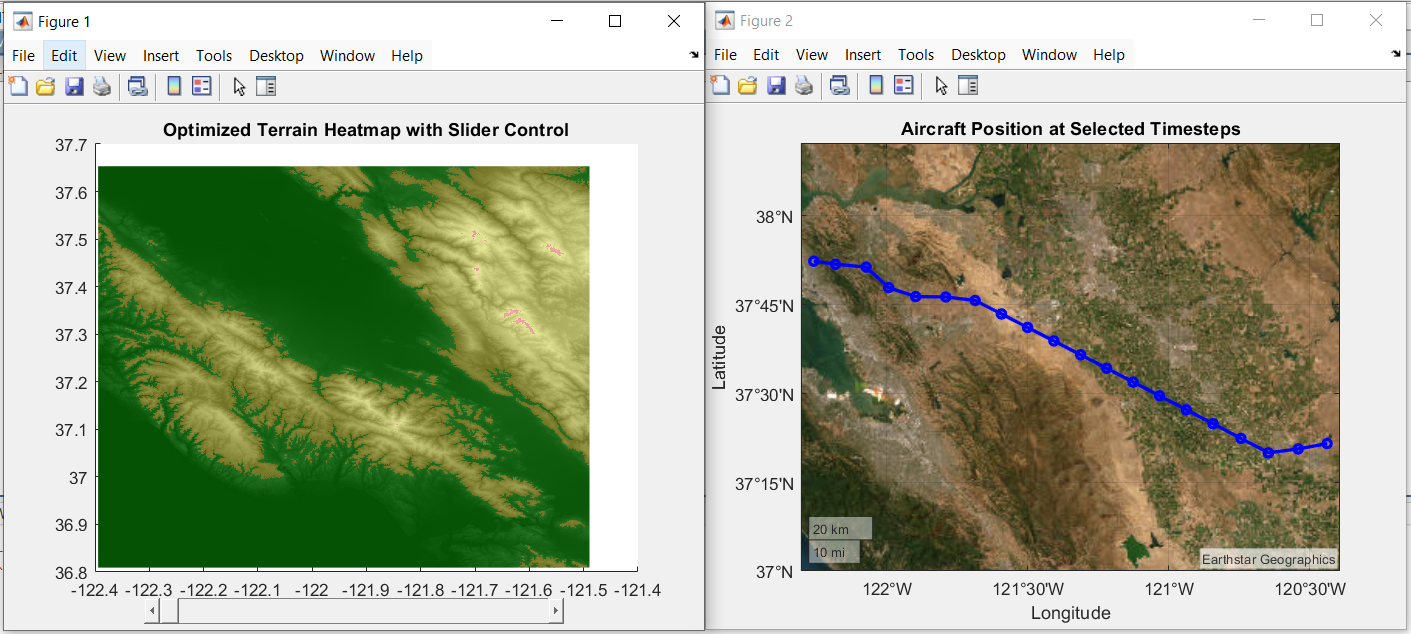 Figure 1
File Edit View Insert Tools Desktop Window Help
Optimized Terrain Heatmap with Slider Control
37.7
37.6
37.5
37.4
37.3
37.2
37.1
37
36.9
36.8
-122.4 -122.3 -122.2 -122.1 -122 -121.9 -121.8 -121.7 -121.6 -121.5 -121.4
Figure 2
File Edit View Insert Tools Desktop Window Help
Aircraft Position at Selected Timesteps
Latitude
38°N
37°45'N
37°30'N
37°15'N
37°N
20 km
10 mi
Earthstar Geographics
122°W 121°30'W 121°W 120°30'W
Longitude